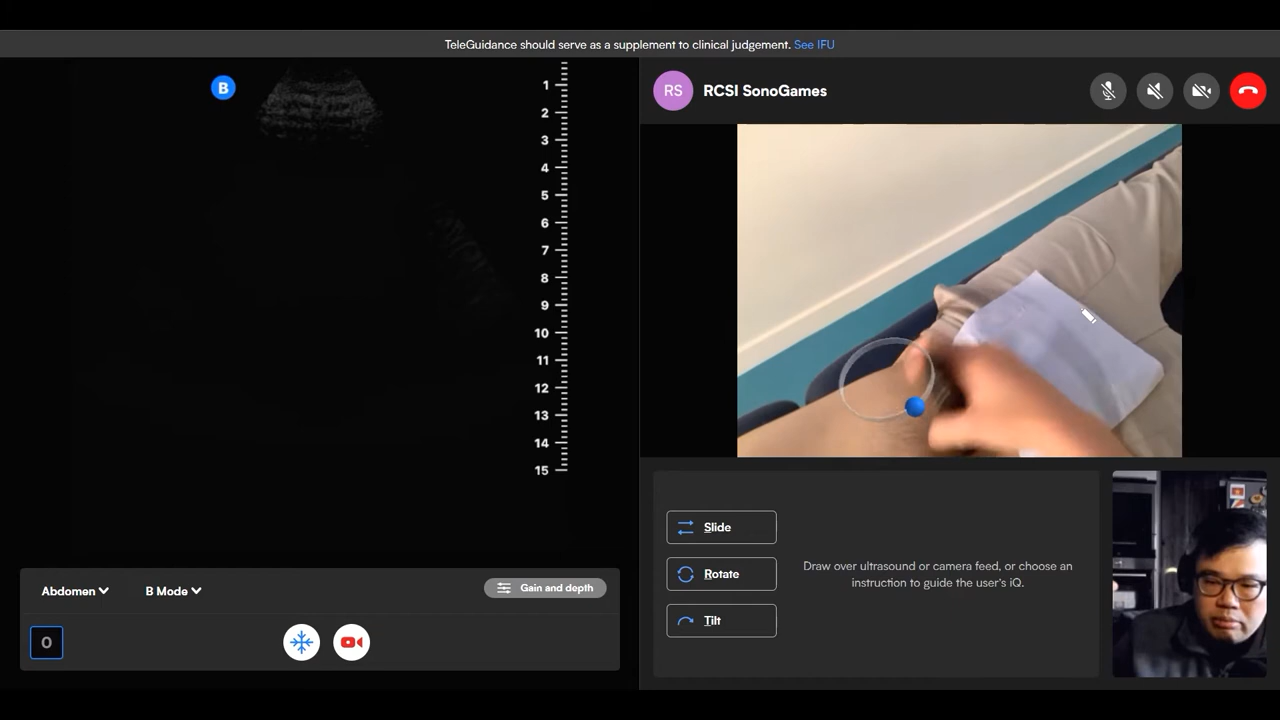 TeleGuidance should serve as a supplement to clinical judgement. See IFU
B
1
2
3
4
5
6
7
8
9
10
11
12
13
14
15
Abdomen
B Mode
Gain and depth
0
RS
RCSI SonoGames
Slide
Rotate
Tilt
Draw over ultrasound or camera feed, or choose an
instruction to guide the user's iQ.